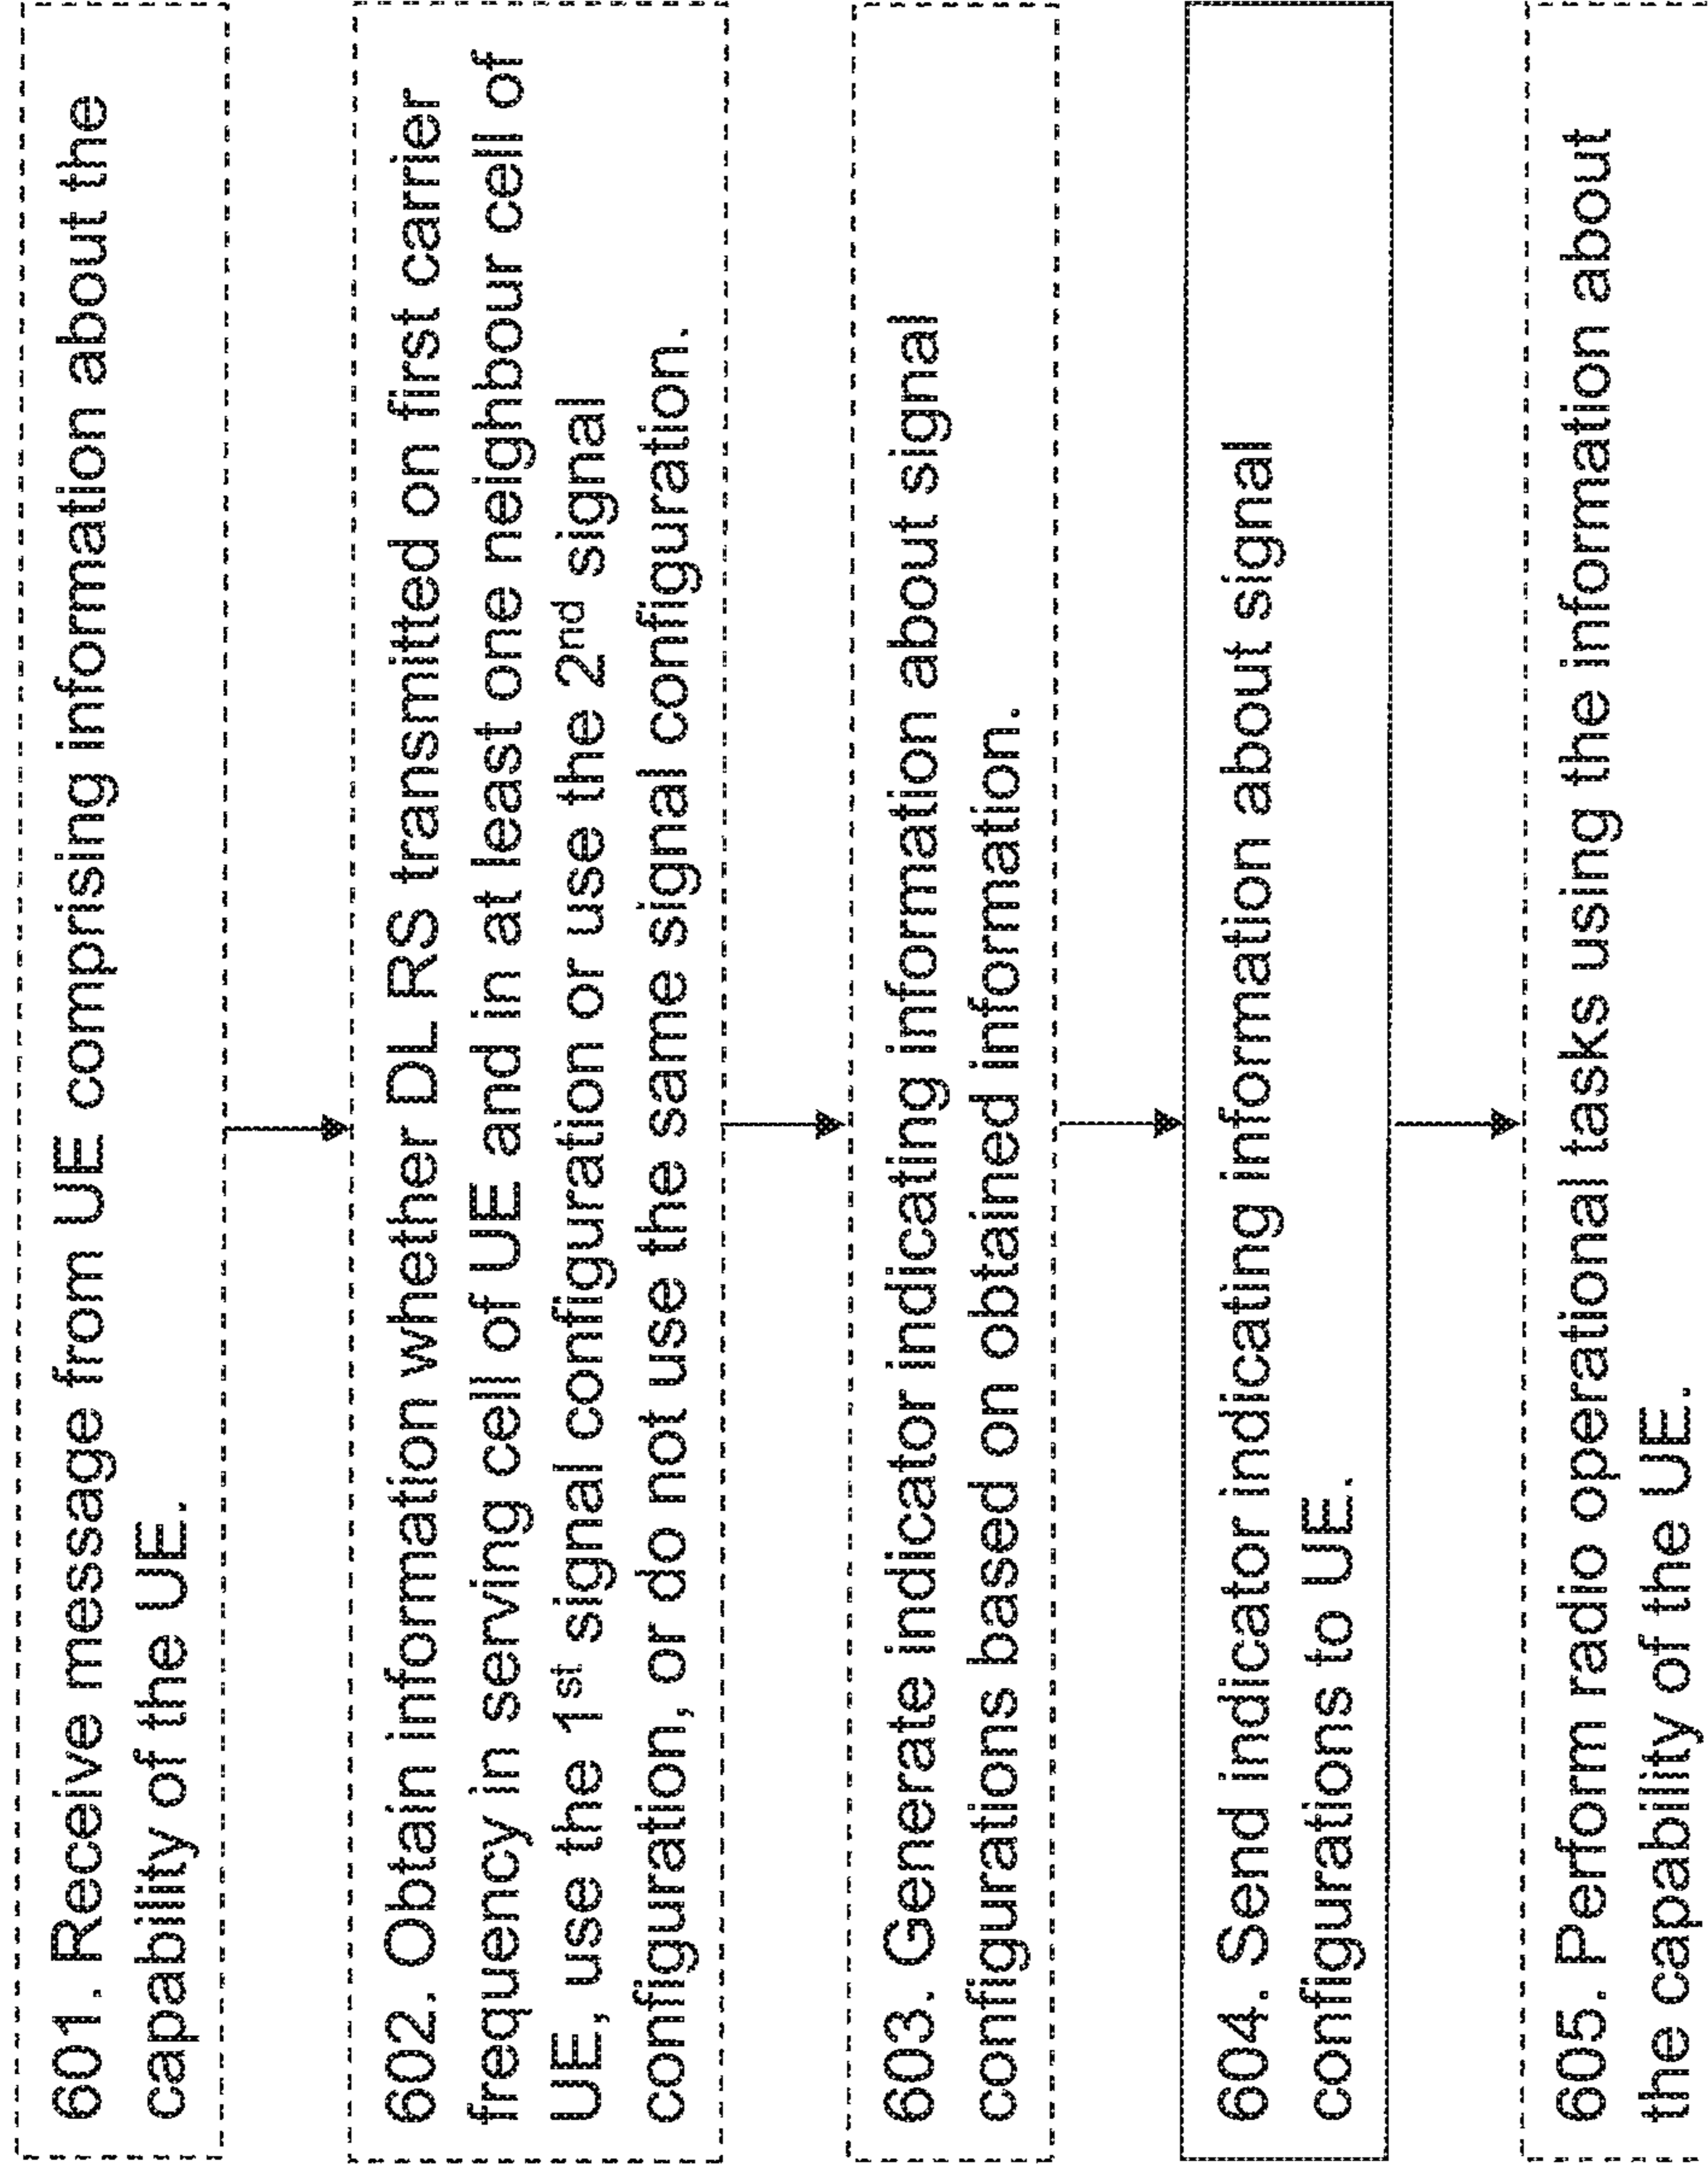 601. Receive message from UE comprising information about the
capability of the UE.
602. Obtain information whether DL RS transmitted on first carrier
frequency in serving cell of UE and in at least one neighbour cell of
UE, use the 1st signal configuration or use the 2nd signal
configuration, or do not use the same signal configuration.
603. Generate indicator indicating information about signal
configurations based on obtained information.
604. Send indicator indicating information about signal
configurations to UE.
605. Perform radio operational tasks using the information about
the capability of the UE.